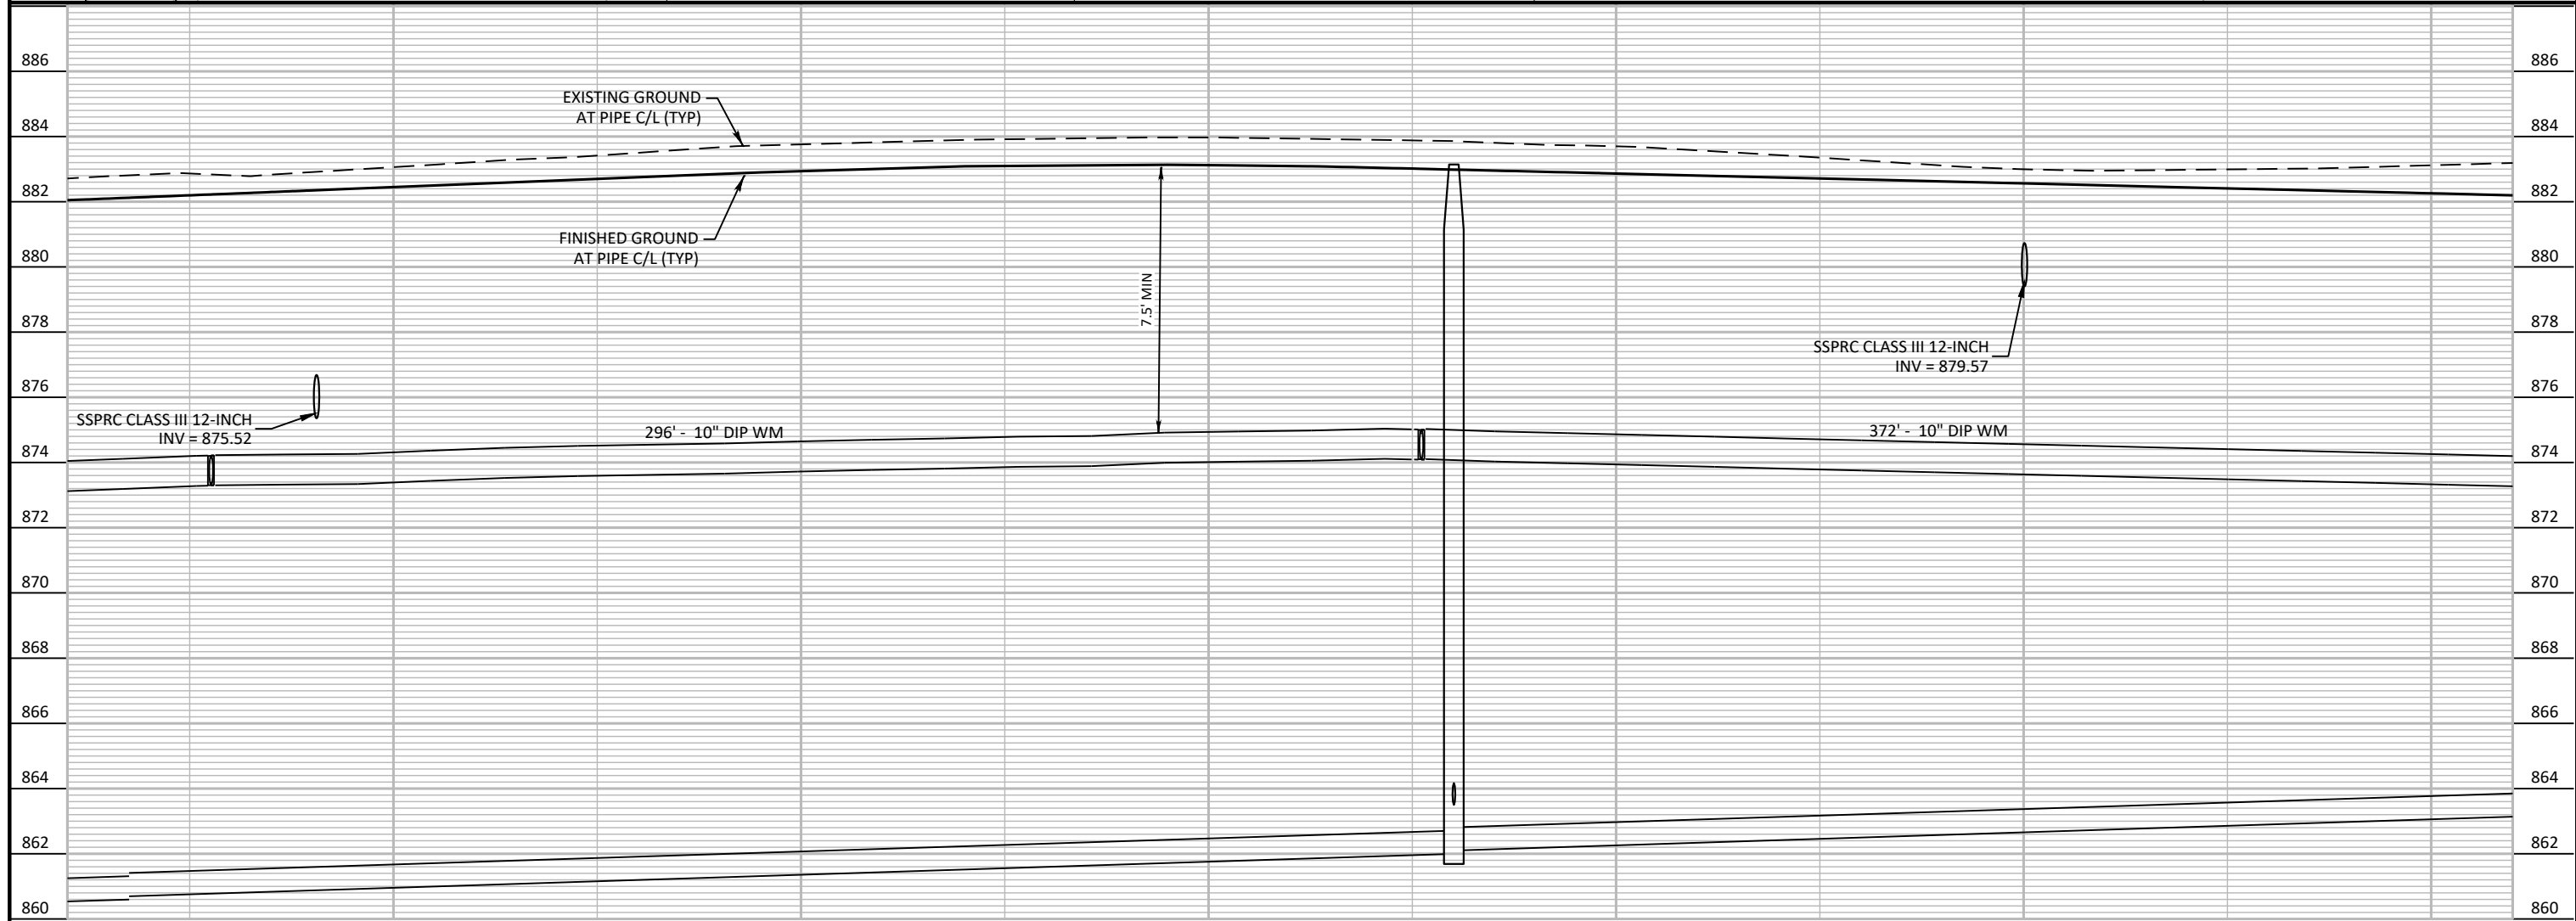 886
886
EXISTING GROUND
AT PIPE C/L (TYP)
884
884
882
882
FINISHED GROUND
AT PIPE C/L (TYP)
880
880
7.5' MIN
878
878
SSPRC CLASS III 12-INCH
INV = 879.57
876
876
SSPRC CLASS III 12-INCH
INV = 875.52
296' - 10" DIP WM
372' - 10" DIP WM
874
874
872
872
870
870
868
868
866
866
864
864
862
862
860
860